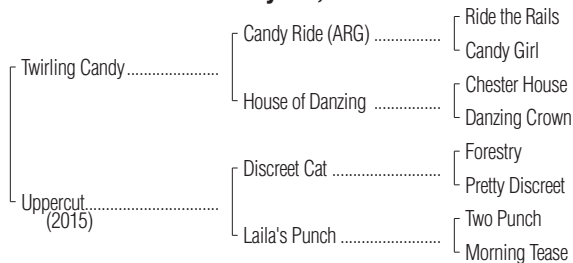 Ride the Rails
Candy Ride (ARG) ................
Candy Girl
Twirling Candy ......................
Chester House
House of Danzing ................
Danzing Crown
Forestry
Discreet Cat ..........................
Pretty Discreet
Uppercut................................
(2015)
Two Punch
Laila's Punch ........................
Morning Tease